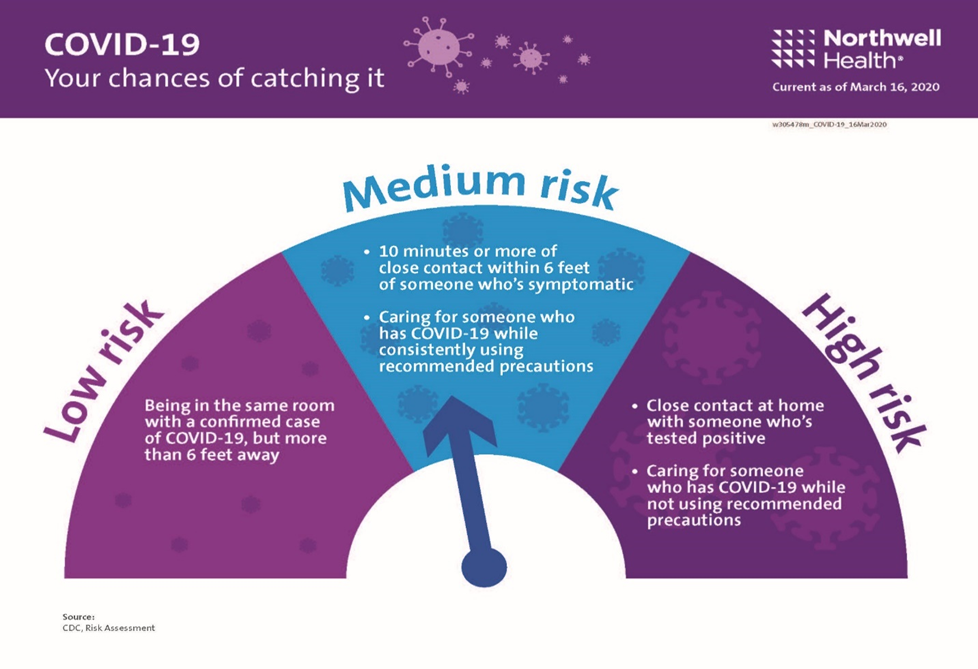 COVID-19
Your chances of catching it
Northwell
Health®
Current as of March 16, 2020
w30547#m_COVID-19_16Mar2020
Medium risk
• 10 minutes or more of
close contact within 6 feet
of someone who's symptomatic
• Caring for someone who
has COVID-19 while
consistently using
recommended precautions
Low risk
Being in the same room
with a confirmed case
of COVID-19, but more
than 6 feet away
High risk
• Close contact at home
with someone who's
tested positive
• Caring for someone
who has COVID-19 while
not using recommended
precautions
Source:
CDC, Risk Assessment